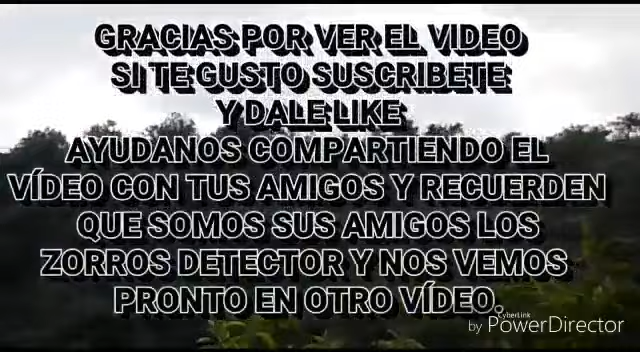 GRACIAS POR VER EL VIDEO
SI TE GUSTO SUSCRIBETE
Y DALE LIKE
AYUDANOS COMPARTIENDO EL
VÍDEO CON TUS AMIGOS Y RECUERDEN
QUE SOMOS SUS AMIGOS LOS
ZORROS DETECTOR Y NOS VEMOS
PRONTO EN OTRO VÍDEO.
CyberLink
by PowerDirector